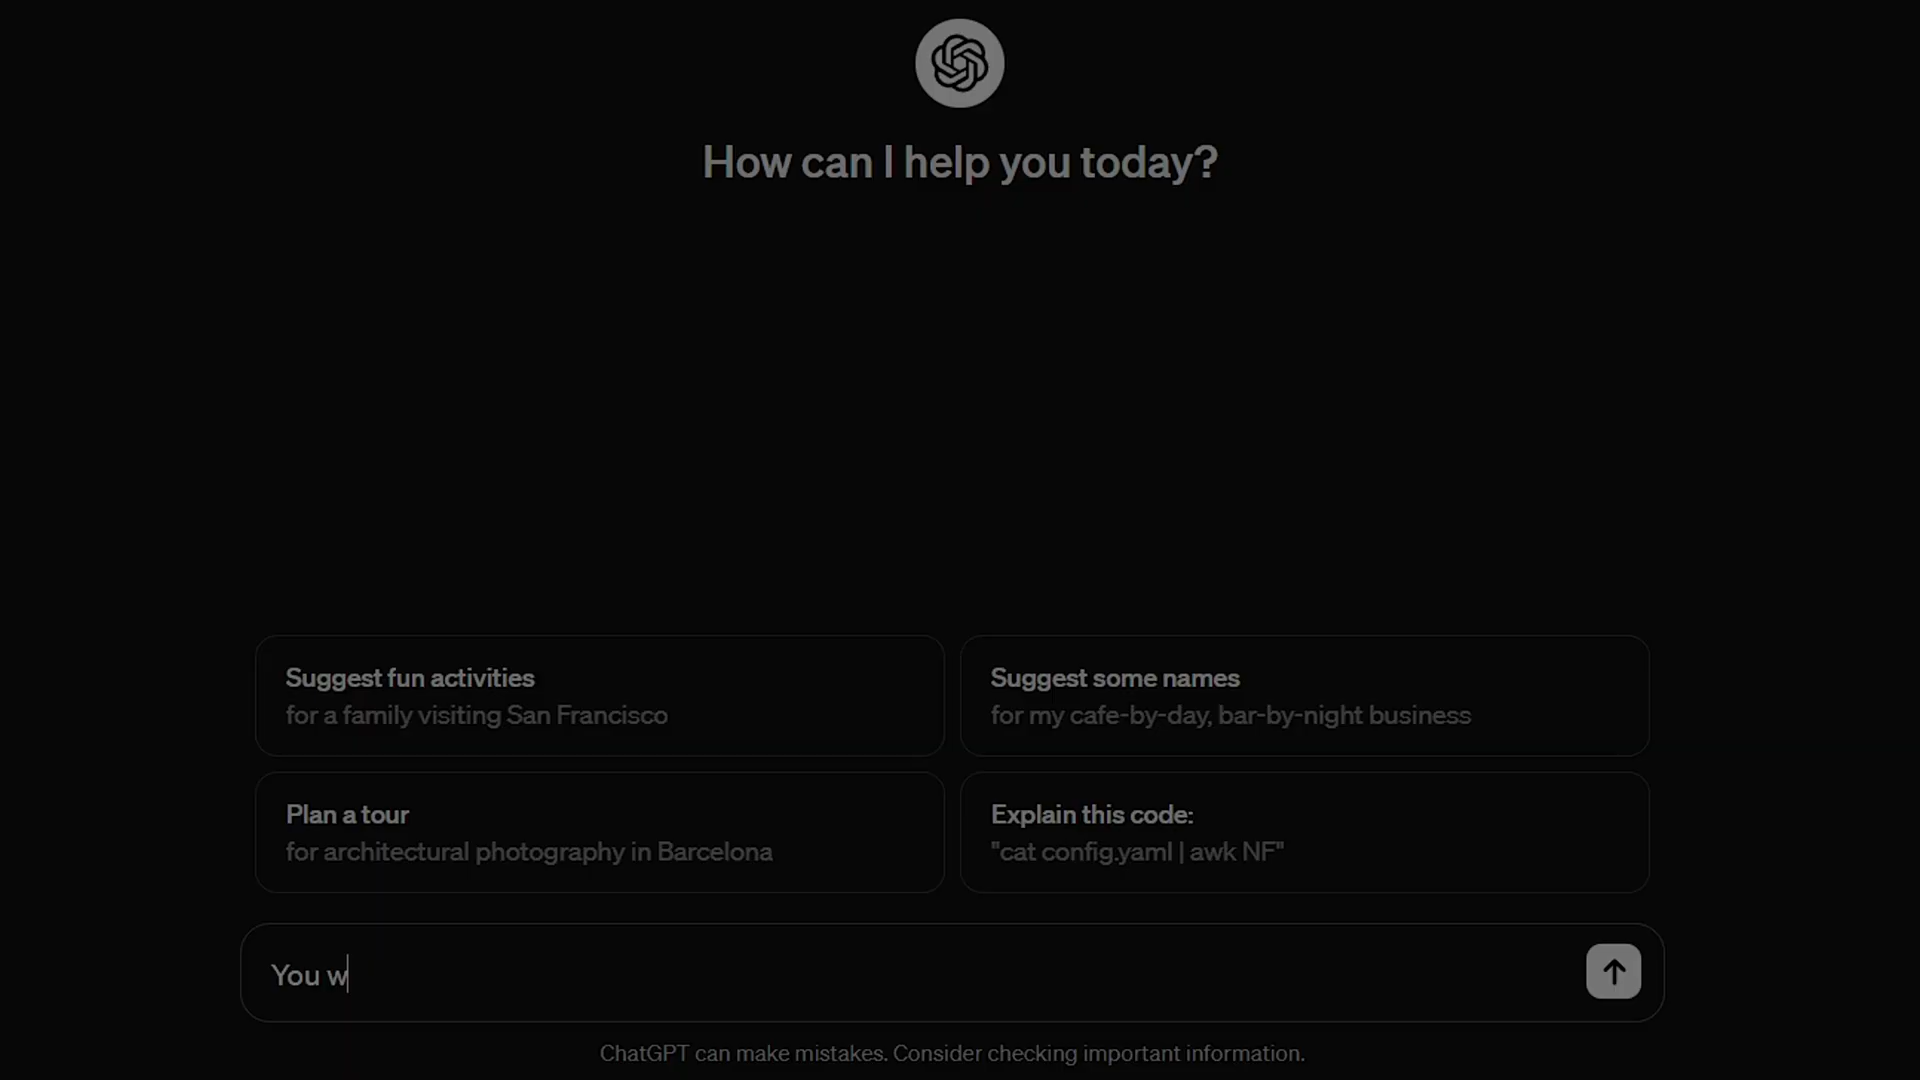 How can I help you today?
Suggest fun activities
for a family visiting San Francisco
Suggest some names
for my cafe-by-day, bar-by-night business
Plan a tour
for architectural photography in Barcelona
Explain this code:
"cat config.yaml | awk NF"
You w
ChatGPT can make mistakes. Consider checking important information.